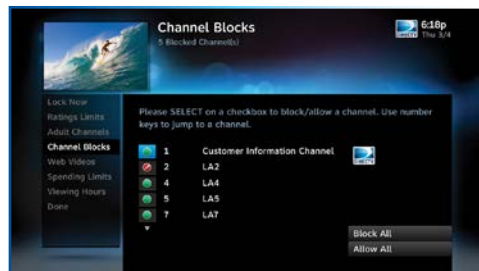 Channel Blocks
5 Blocked Channel(s)
6:18p
Thu 3/4
DIRECTV
Lock Now
Ratings Limits
Adult Channels
Channel Blocks
Web Videos
Spending Limits
Viewing Hours
Done
Please SELECT on a checkbox to block/allow a channel. Use number
keys to jump to a channel.
1 Customer Information Channel
2 LA2
4 LA4
5 LA5
7 LA7
Block All
Allow All